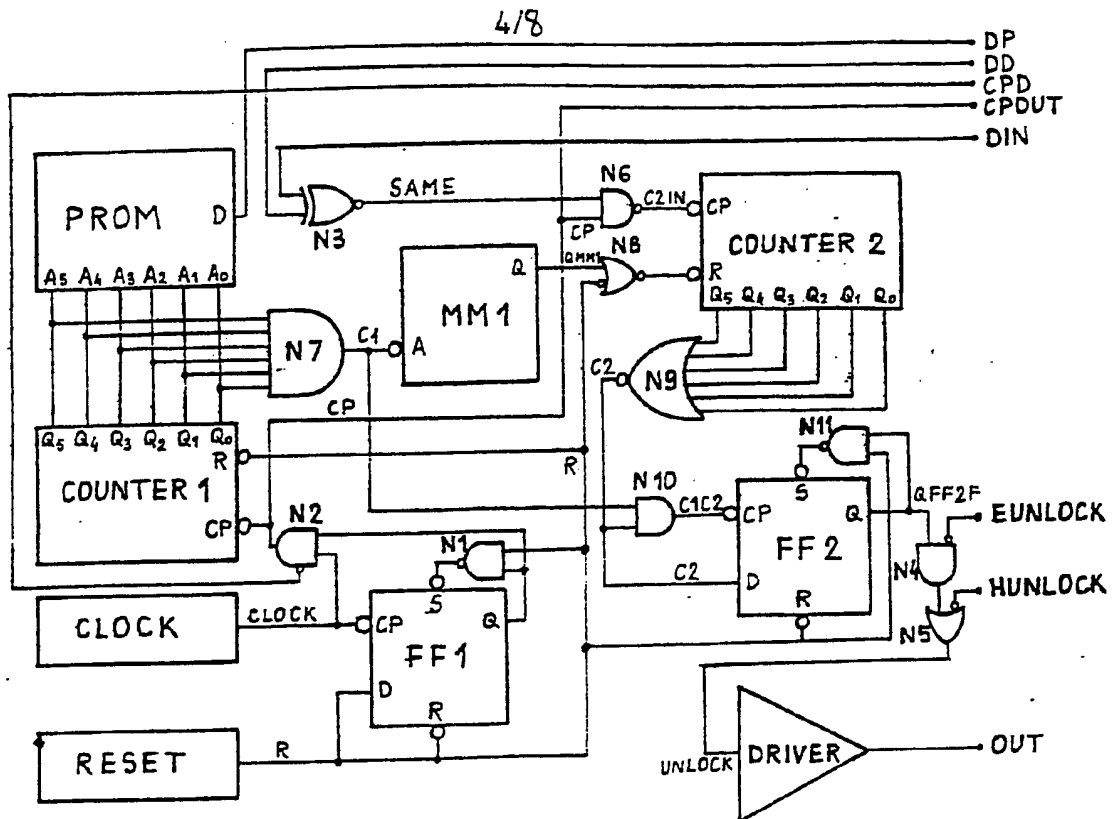 4/8
DP
DD
CPD
CPOUT
DIN
PROM
D
A5 A4 A3 A2 A1 A0
N3
SAME
N6
C2IN
CP
CP
COUNTER 2
R
Q5 Q4 Q3 Q2 Q1 Q0
N8
QMM1
Q
MM1
A
N7
C1
C2
N9
CP
Q5 Q4 Q3 Q2 Q1 Q0
R
COUNTER 1
CP
R
N11
N10
C1C2
S
CP
Q
QFF2F
FF2
C2
D
R
EUNLOCK
N4
HUNLOCK
N5
N2
N1
S
CLOCK
CLOCK
CP
Q
FF1
D
R
RESET
R
UNLOCK
DRIVER
OUT